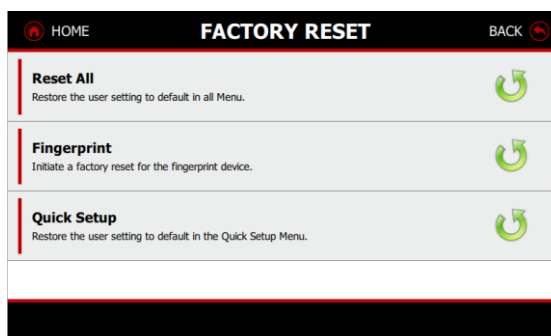 HOME FACTORY RESET BACK
Reset All
Restore the user setting to default in all Menu.
Fingerprint
Initiate a factory reset for the fingerprint device.
Quick Setup
Restore the user setting to default in the Quick Setup Menu.